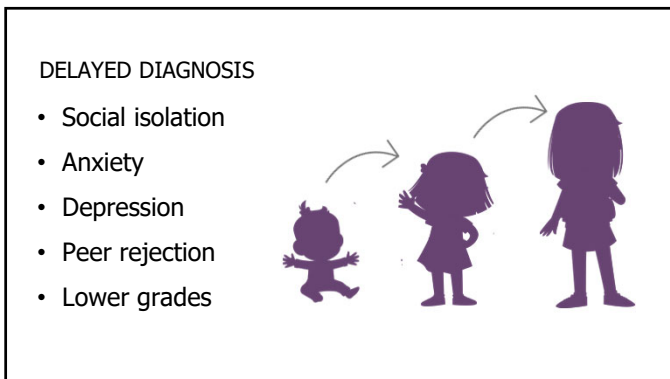 DELAYED DIAGNOSIS
• Social isolation
• Anxiety
• Depression
• Peer rejection
• Lower grades